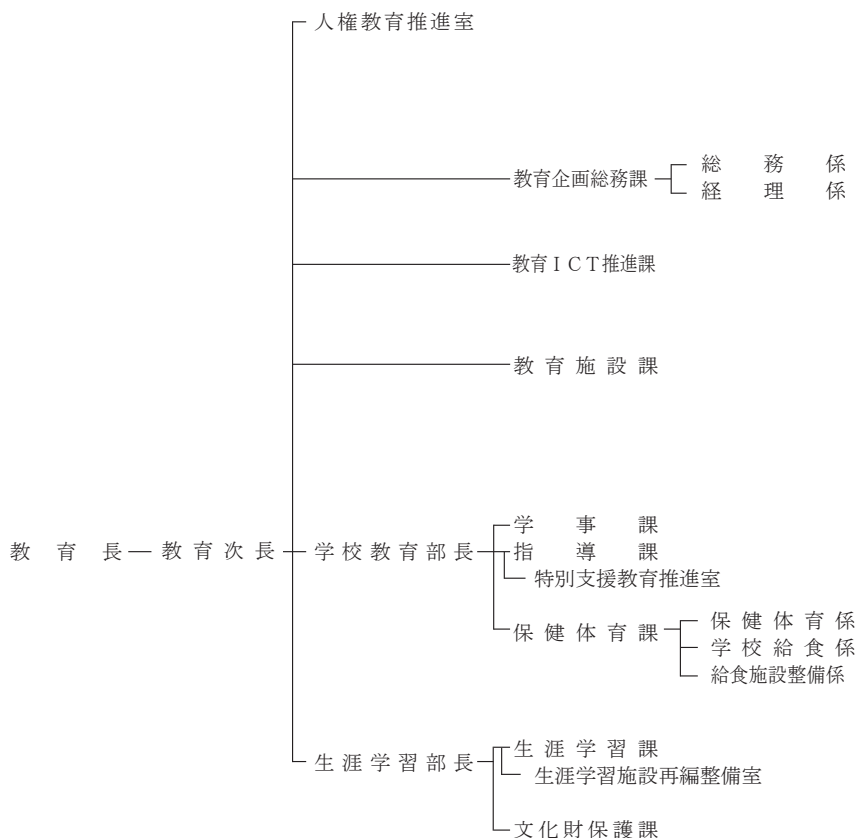 人権教育推進室
総務係
教育企画総務課
経理係
教育ＩＣＴ推進課
教育施設課
学事課
教育長 教育次長 学校教育部長 指導課
特別支援教育推進室
保健体育係
保健体育課
学校給食係
給食施設整備係
生涯学習課
生涯学習部長
生涯学習施設再編整備室
文化財保護課